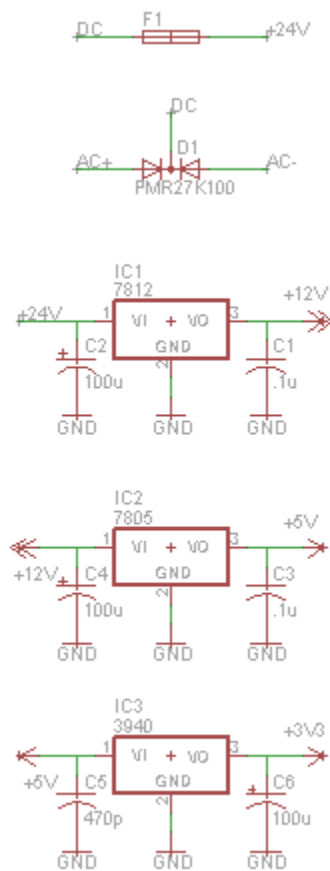 F1
DC
+24V
DC
D1
AC+
AC-
PMR27K100
IC1
7812
+12V
+24V
1
VI + VO
3
GND
2
C2
100u
C1
.1u
GND
GND
GND
IC2
7805
+5V
1
VI + VO
3
GND
2
+12V
C4
100u
C3
.1u
GND
GND
GND
IC3
3940
+3V3
1
VI + VO
3
GND
2
+5V
C5
470p
C6
100u
GND
GND
GND